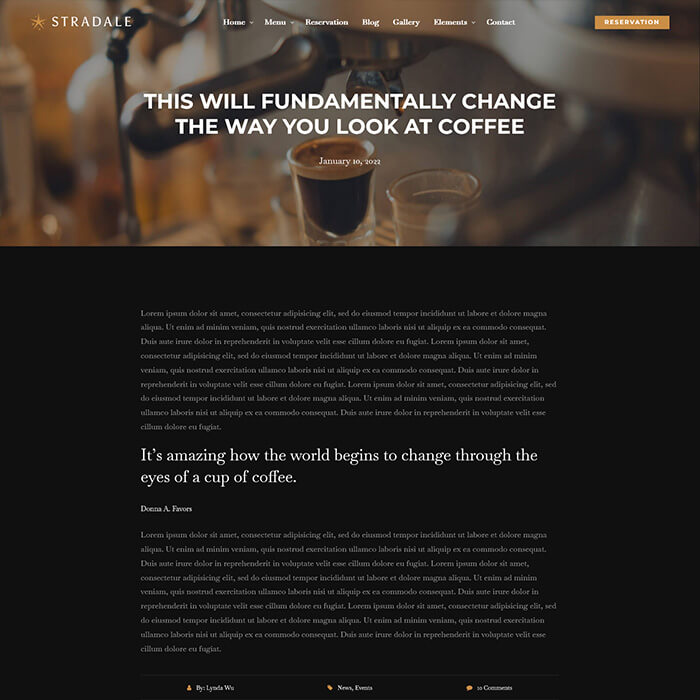 STRADALE
Home Menu Reservation Blog Gallery Elements Contact
RESERVATION
THIS WILL FUNDAMENTALLY CHANGE
THE WAY YOU LOOK AT COFFEE
January 10, 2022
Lorem ipsum dolor sit amet, consectetur adipisicing elit, sed do eiusmod tempor incididunt ut labore et dolore magna
aliqua. Ut enim ad minim veniam, quis nostrud exercitation ullamco laboris nisi ut aliquip ex ea commodo consequat.
Duis aute irure dolor in reprehenderit in voluptate velit esse cillum dolore eu fugiat. Lorem ipsum dolor sit amet,
consectetur adipisicing elit, sed do eiusmod tempor incididunt ut labore et dolore magna aliqua. Ut enim ad minim
veniam, quis nostrud exercitation ullamco laboris nisi ut aliquip ex ea commodo consequat. Duis aute irure dolor in
reprehenderit in voluptate velit esse cillum dolore eu fugiat. Lorem ipsum dolor sit amet, consectetur adipisicing elit, sed
do eiusmod tempor incididunt ut labore et dolore magna aliqua. Ut enim ad minim veniam, quis nostrud exercitation
ullamco laboris nisi ut aliquip ex ea commodo consequat. Duis aute irure dolor in reprehenderit in voluptate velit esse
cillum dolore eu fugiat.
It's amazing how the world begins to change through the
eyes of a cup of coffee.
Donna A. Favors
Lorem ipsum dolor sit amet, consectetur adipisicing elit, sed do eiusmod tempor incididunt ut labore et dolore magna
aliqua. Ut enim ad minim veniam, quis nostrud exercitation ullamco laboris nisi ut aliquip ex ea commodo consequat.
Duis aute irure dolor in reprehenderit in voluptate velit esse cillum dolore eu fugiat. Lorem ipsum dolor sit amet,
consectetur adipisicing elit, sed do eiusmod tempor incididunt ut labore et dolore magna aliqua. Ut enim ad minim
veniam, quis nostrud exercitation ullamco laboris nisi ut aliquip ex ea commodo consequat. Duis aute irure dolor in
reprehenderit in voluptate velit esse cillum dolore eu fugiat. Lorem ipsum dolor sit amet, consectetur adipisicing elit, sed
do eiusmod tempor incididunt ut labore et dolore magna aliqua. Ut enim ad minim veniam, quis nostrud exercitation
ullamco laboris nisi ut aliquip ex ea commodo consequat. Duis aute irure dolor in reprehenderit in voluptate velit esse
cillum dolore eu fugiat.
By: Lynda Wu News, Events 10 Comments